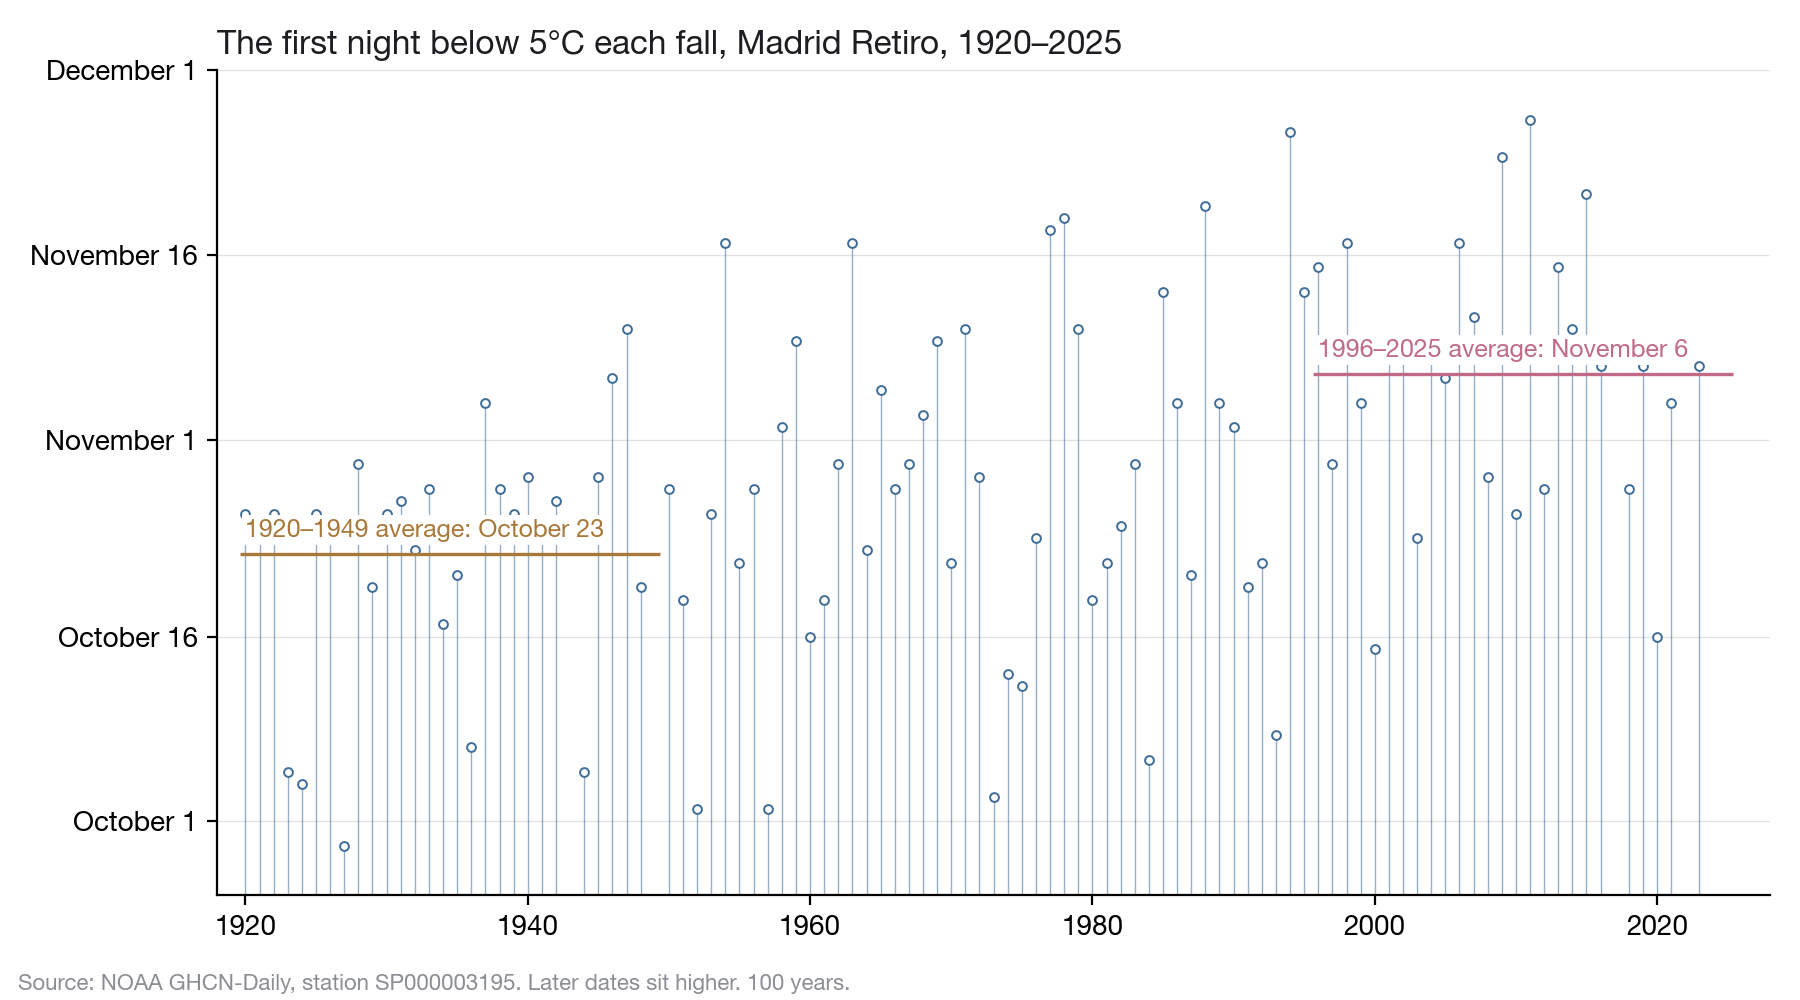 The first night below 5°C each fall, Madrid Retiro, 1920–2025
December 1
November 16
1996–2025 average: November 6
November 1
1920–1949 average: October 23
October 16
October 1
1920 1940 1960 1980 2000 2020
Source: NOAA GHCN-Daily, station SP000003195. Later dates sit higher. 100 years.